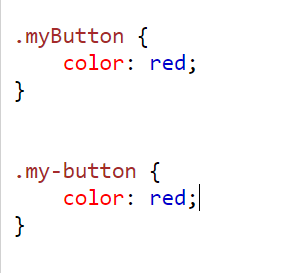 .myButton {
    color: red;
}
.my-button {
    color: red;
}